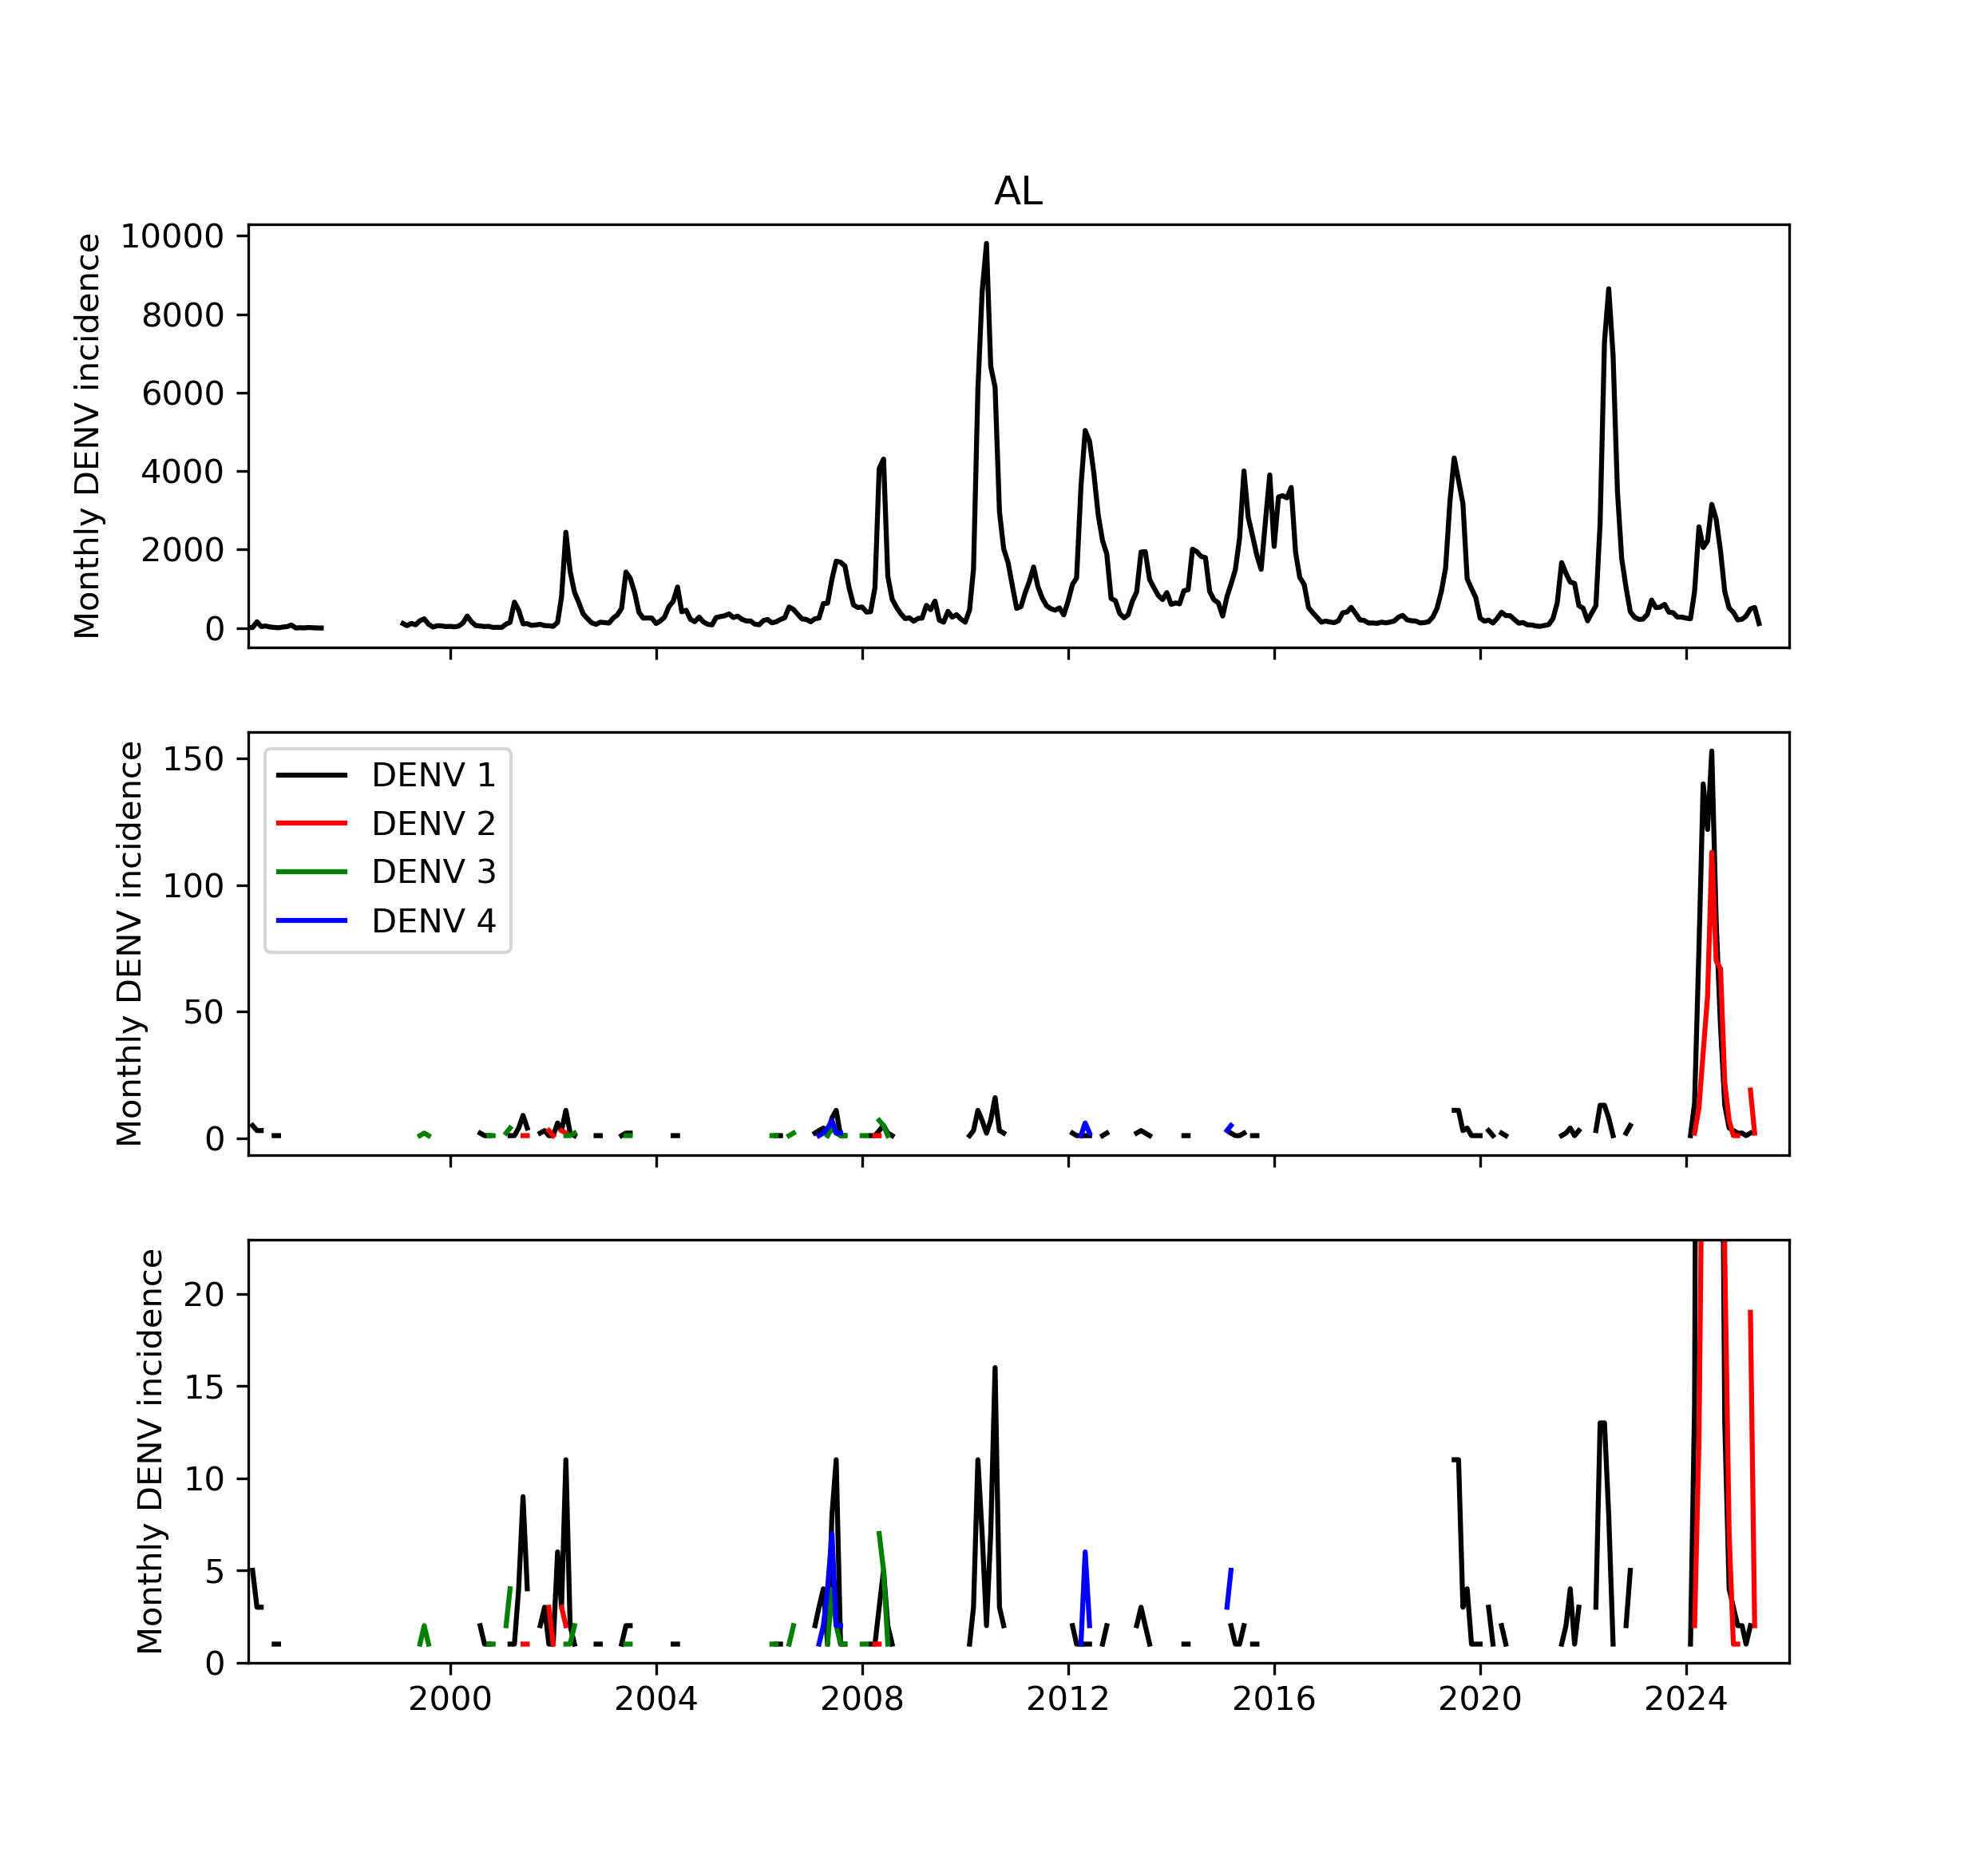 AL
Monthly DENV incidence
10000
8000
6000
4000
2000
0
Monthly DENV incidence
150
100
50
0
DENV 1
DENV 2
DENV 3
DENV 4
Monthly DENV incidence
20
15
10
5
0
2000 2004 2008 2012 2016 2020 2024